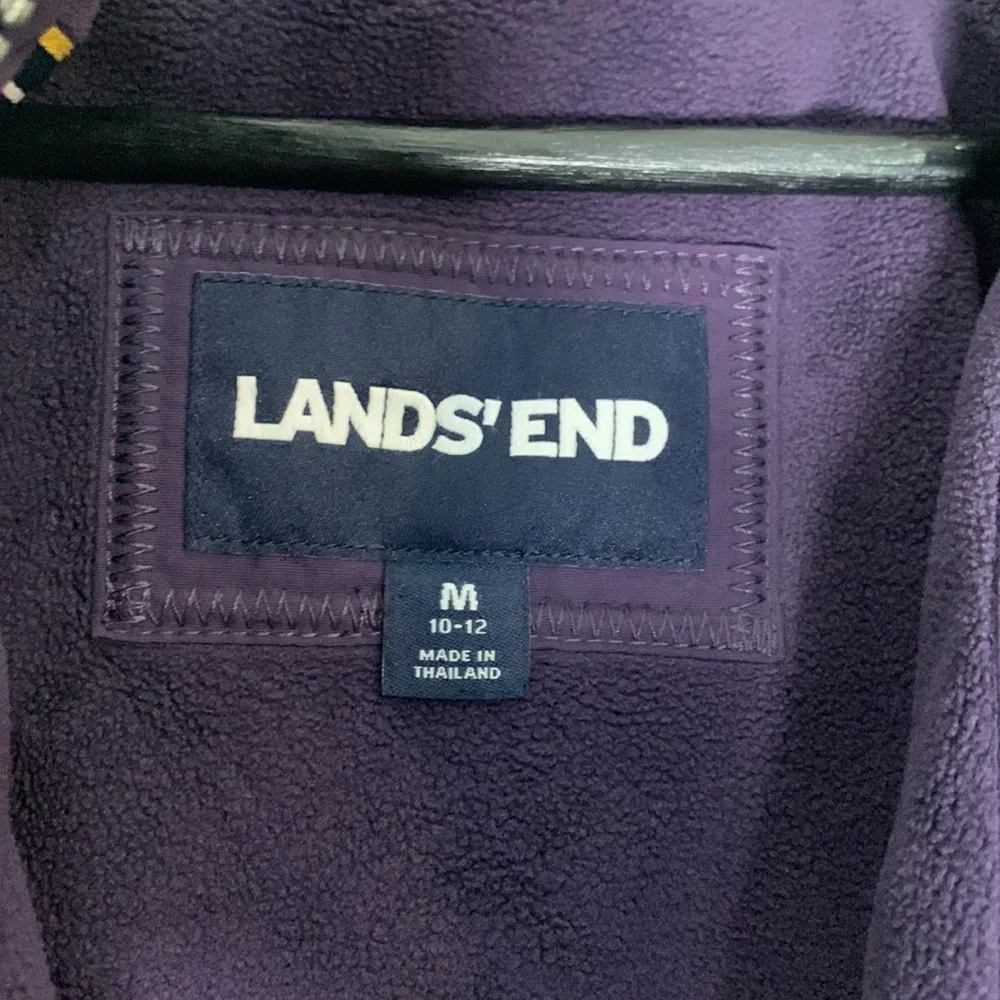 LANDS' END
M
10-12
MADE IN
THAILAND